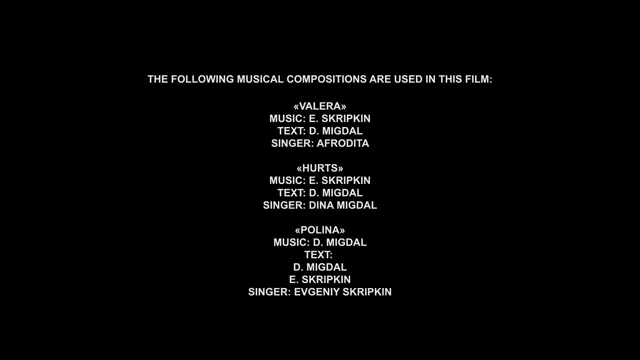 THE FOLLOWING MUSICAL COMPOSITIONS ARE USED IN THIS FILM:
«VALERA»
MUSIC: E. SKRIPKIN
TEXT: D. MIGDAL
SINGER: AFRODITA
«HURTS»
MUSIC: E. SKRIPKIN
TEXT: D. MIGDAL
SINGER: DINA MIGDAL
«POLINA»
MUSIC: D. MIGDAL
TEXT:
D. MIGDAL
E. SKRIPKIN
SINGER: EVGENIY SKRIPKIN